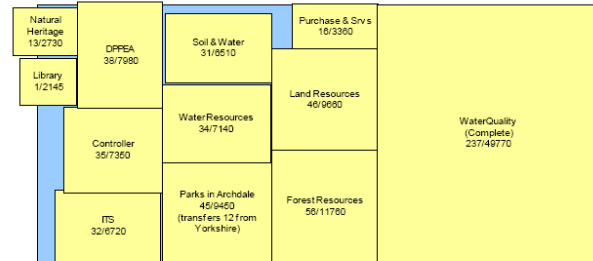 Natural
Heritage
13/2730
DPPEA
38/7980
Soil & Water
31/6510
Purchase & Srvs
16/3360
Library
1/2145
Land Resources
46/9660
Water Resources
34/7140
WaterQuality
(Complete)
237/49770
Controller
35/7350
Parks in Archdale
45/9450
(transfers 12 from
Yorkshire)
Forest Resources
56/11760
ITS
32/6720